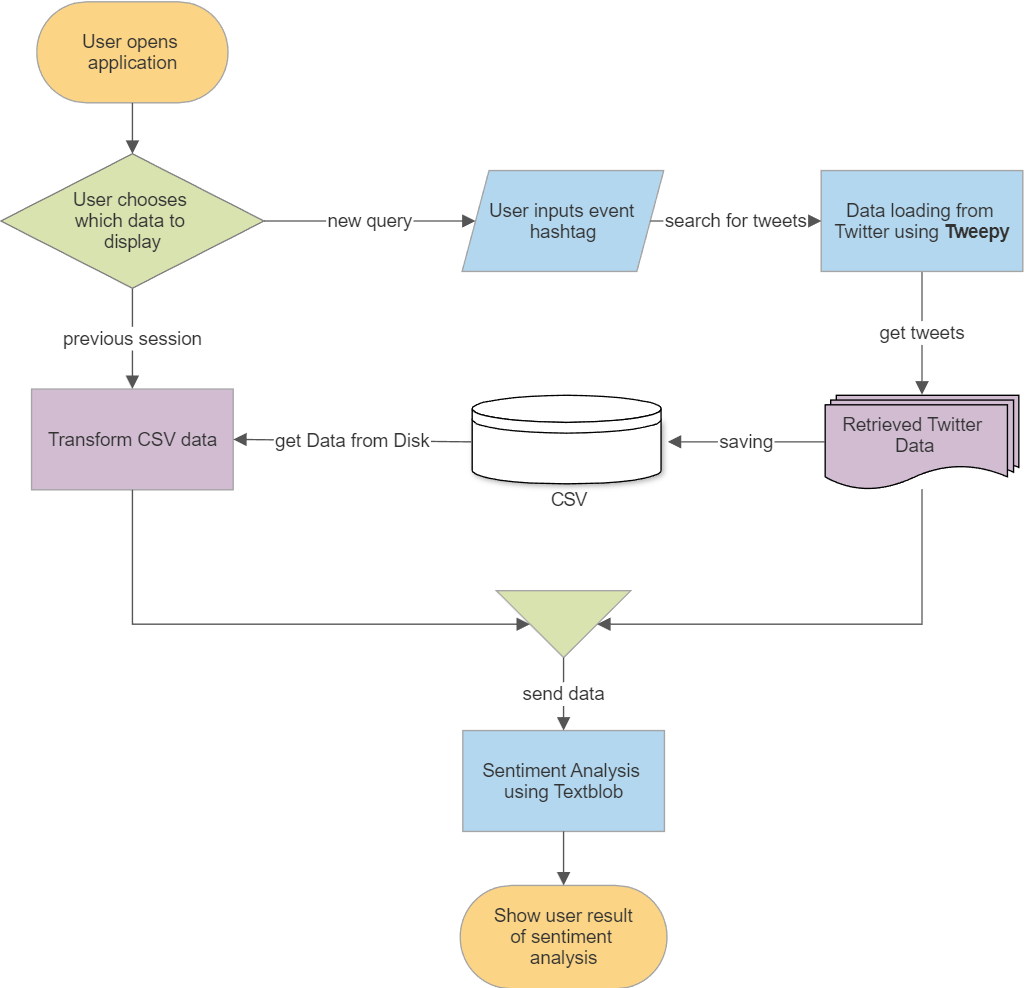 User opens
application
User chooses
which data to
display
new query
User inputs event
hashtag
search for tweets
Data loading from
Twitter using Tweepy
previous session
get tweets
Transform CSV data
get Data from Disk
CSV
saving
Retrieved Twitter
Data
send data
Sentiment Analysis
using Textblob
Show user result
of sentiment
analysis